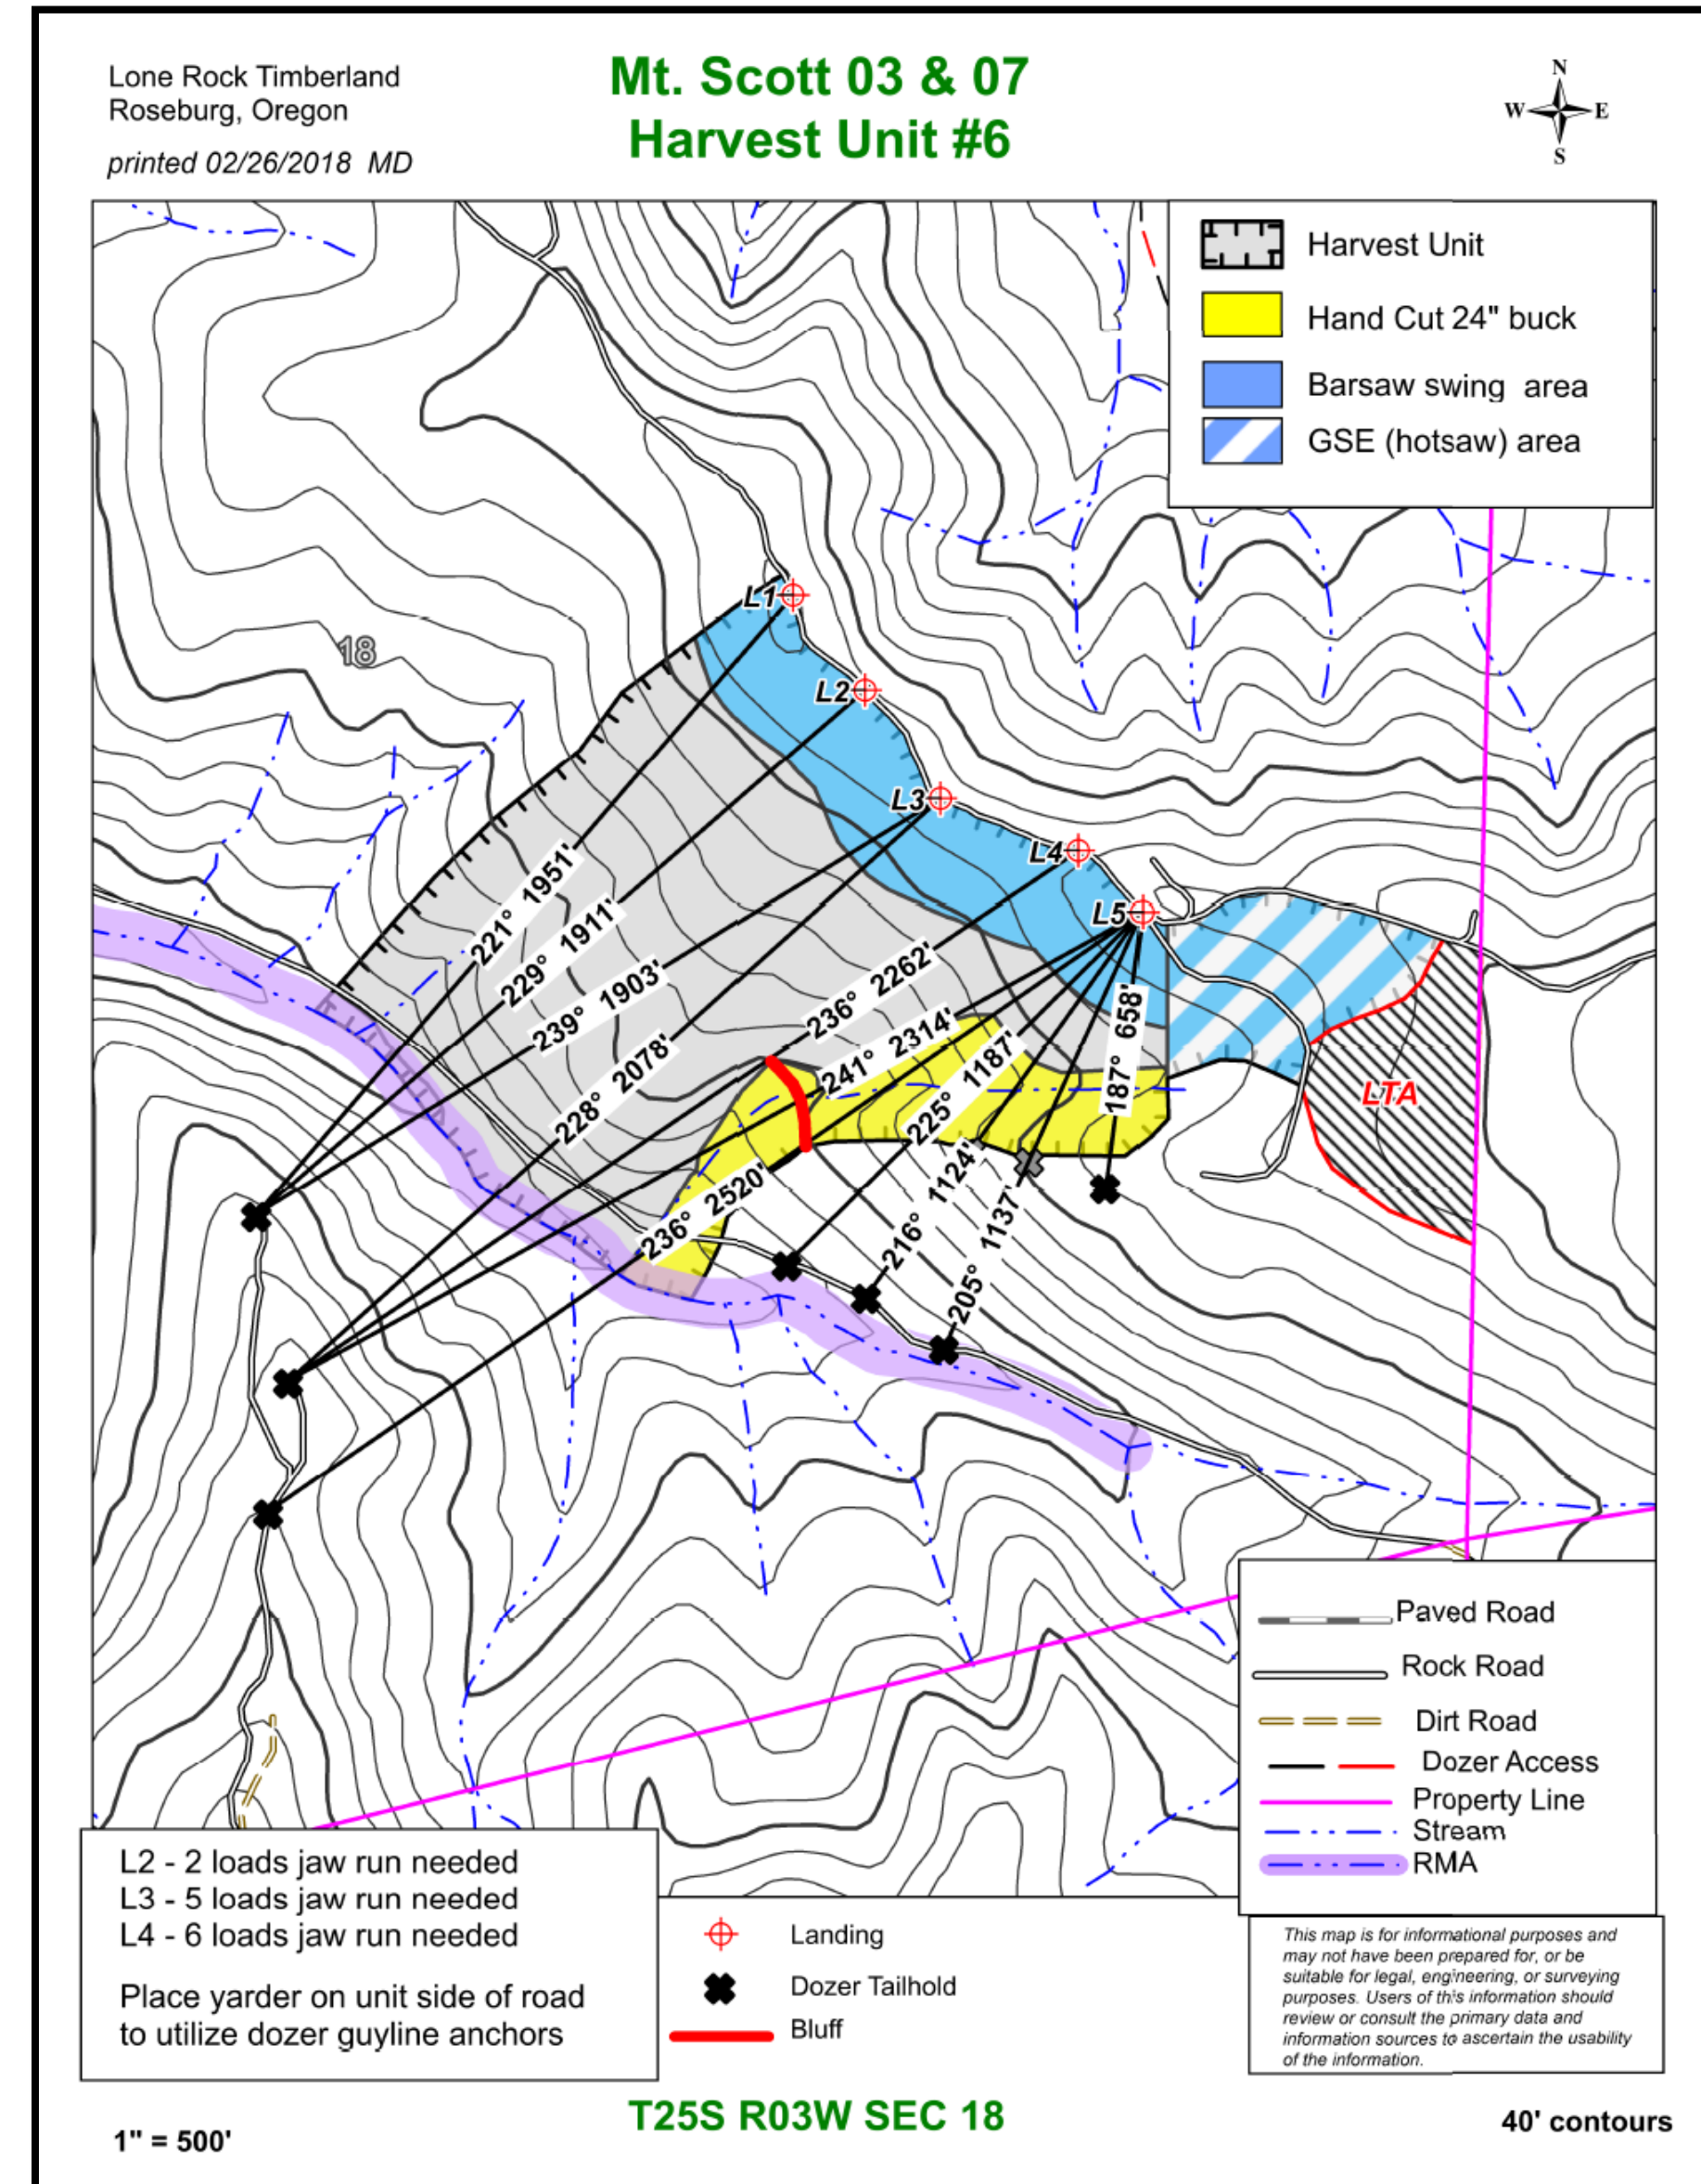 Lone Rock Timberland
Roseburg, Oregon
printed 02/26/2018 MD
Mt. Scott 03 & 07
Harvest Unit #6
N
W E
S
Harvest Unit
Hand Cut 24" buck
Barsaw swing area
GSE (hotsaw) area
18
L1
L2
L3
L4
L5
221° 1951'
229° 1911'
239° 1903'
228° 2078'
236° 2262'
241° 2314'
236° 2520'
225° 1187'
216° 1124'
205° 1137'
187° 658'
LTA
Paved Road
Rock Road
Dirt Road
Dozer Access
Property Line
Stream
RMA
L2 - 2 loads jaw run needed
L3 - 5 loads jaw run needed
L4 - 6 loads jaw run needed
Place yarder on unit side of road
to utilize dozer guyline anchors
Landing
Dozer Tailhold
Bluff
This map is for informational purposes and
may not have been prepared for, or be
suitable for legal, engineering, or surveying
purposes. Users of this information should
review or consult the primary data and
information sources to ascertain the usability
of the information.
1" = 500'
T25S R03W SEC 18
40' contours